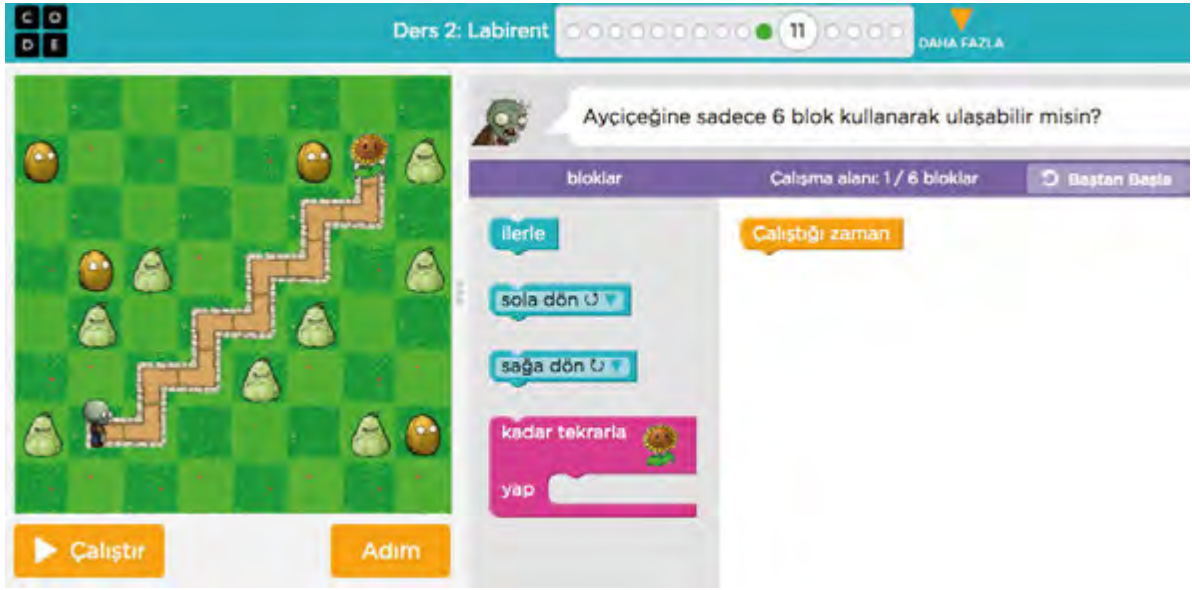 C O
D E
Ders 2: Labirent
11
DAHA FAZLA
Ayçiçeğine sadece 6 blok kullanarak ulaşabilir misin?
bloklar
Çalışma alanı: 1 / 6 bloklar
Baştan Başla
ilerle
Çalıştığı zaman
sola dön
sağa dön
kadar tekrarla
yap
Çalıştır
Adım